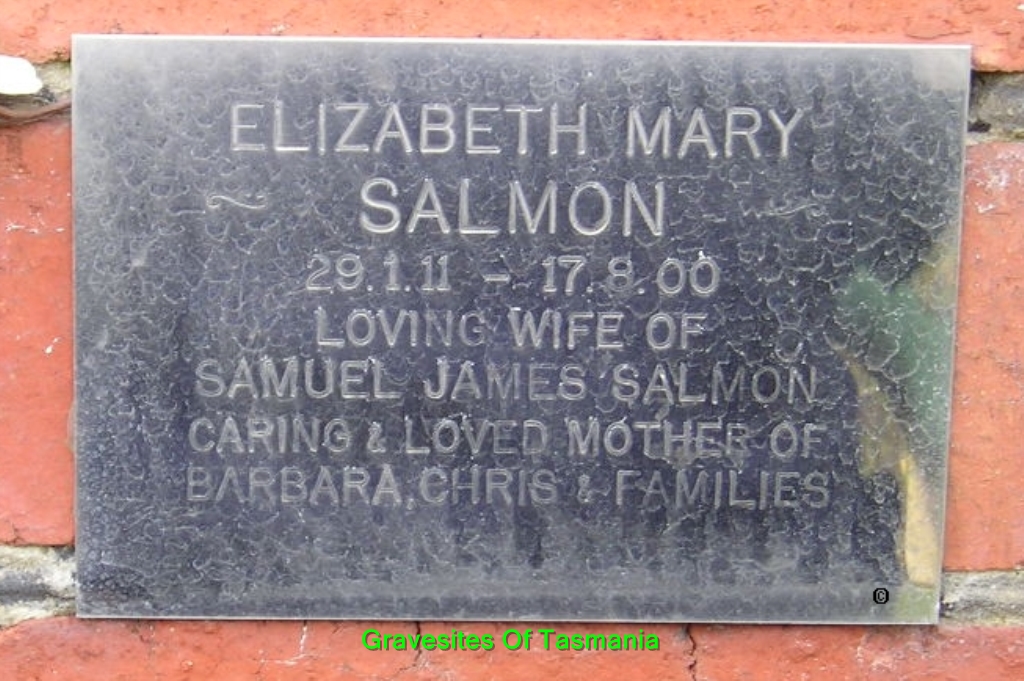 ELIZABETH MARY
SALMON
29.1.11 - 17.8.00
LOVING WIFE OF
SAMUEL JAMES SALMON
CARING & LOVED MOTHER OF
BARBARA, CHRIS & FAMILIES
©
Gravesites Of Tasmania